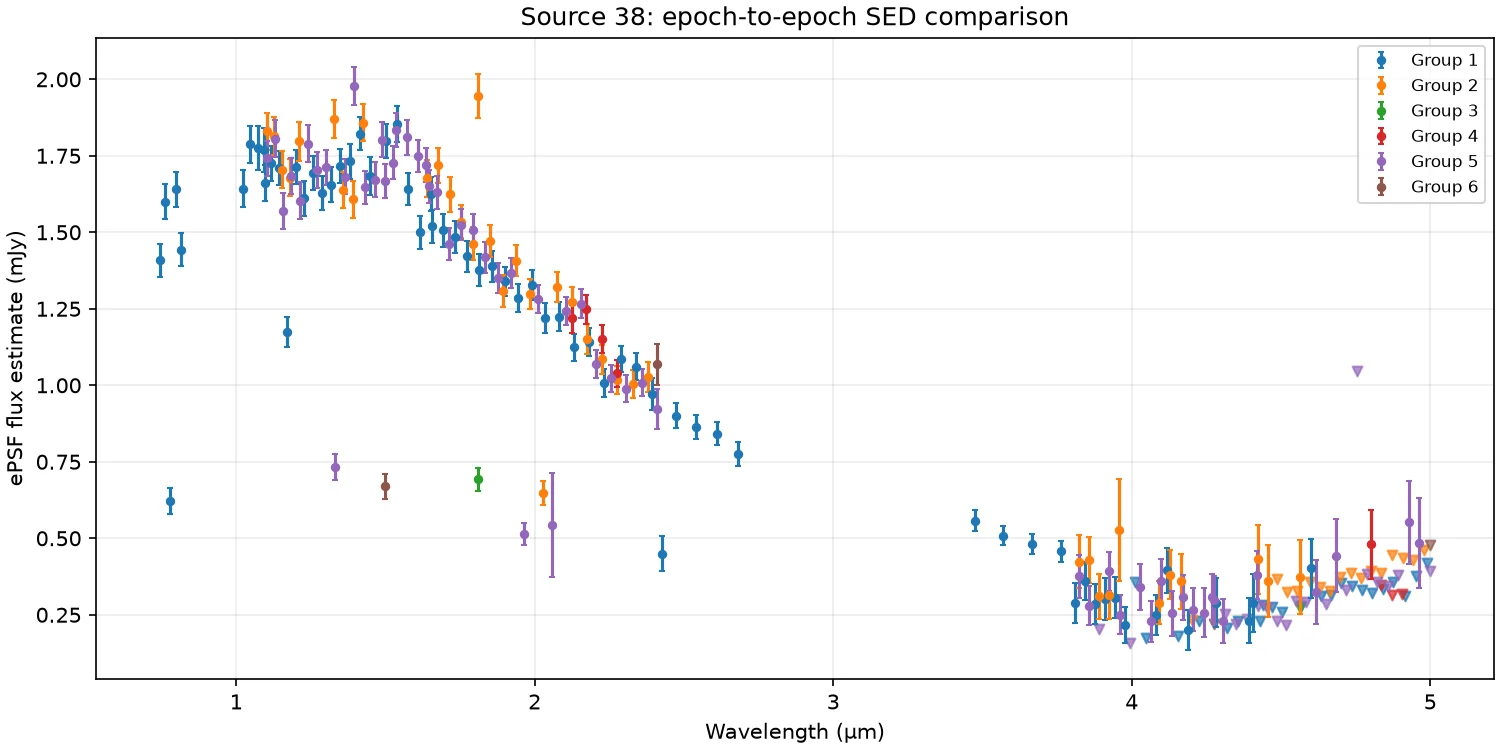 Source 38: epoch-to-epoch SED comparison
ePSF flux estimate (mJy)
2.00
1.75
1.50
1.25
1.00
0.75
0.50
0.25
Group 1
Group 2
Group 3
Group 4
Group 5
Group 6
1 2 3 4 5
Wavelength (μm)